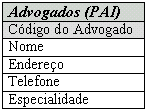 Advogados (PAI)
Código do Advogado
Nome
Endereço
Telefone
Especialidade